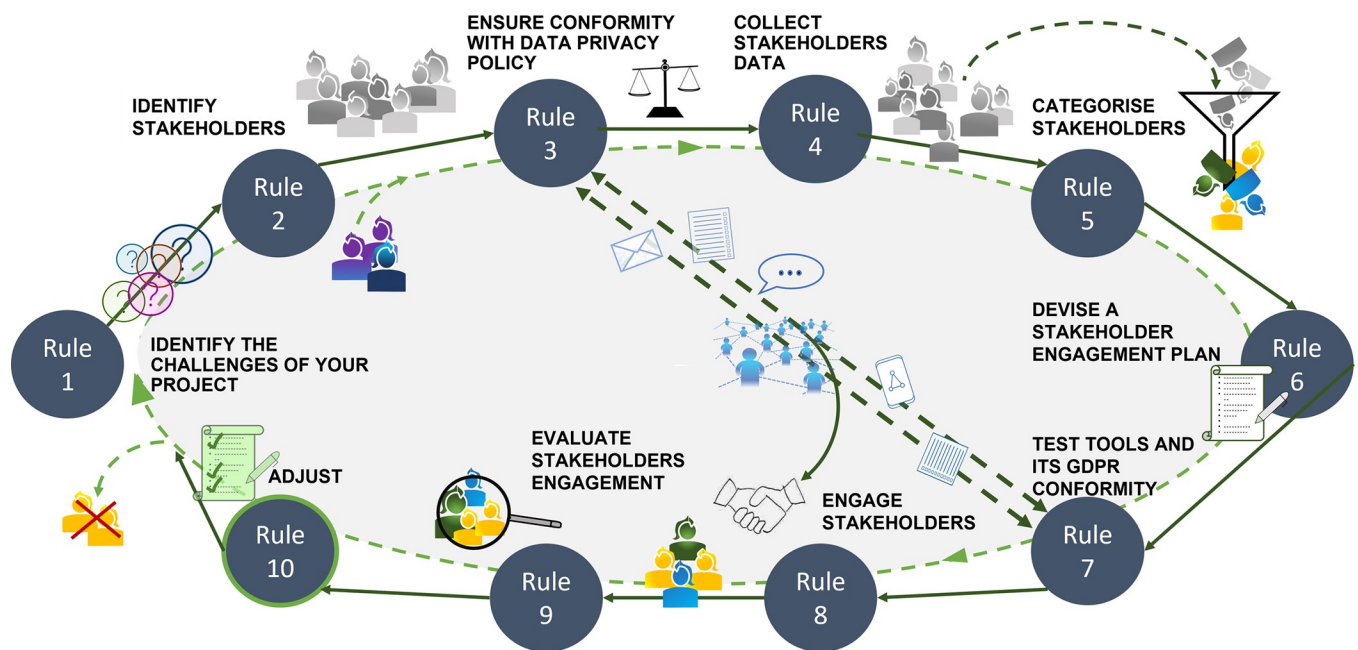 Rule
1
IDENTIFY THE
CHALLENGES OF YOUR
PROJECT
?
?
?
?
?
Rule
2
IDENTIFY
STAKEHOLDERS
Rule
3
ENSURE CONFORMITY
WITH DATA PRIVACY
POLICY
Rule
4
COLLECT
STAKEHOLDERS
DATA
Rule
5
CATEGORISE
STAKEHOLDERS
Rule
6
DEVISE A
STAKEHOLDER
ENGAGEMENT PLAN
Rule
7
TEST TOOLS AND
ITS GDPR
CONFORMITY
Rule
8
ENGAGE
STAKEHOLDERS
Rule
9
EVALUATE
STAKEHOLDERS
ENGAGEMENT
Rule
10
ADJUST